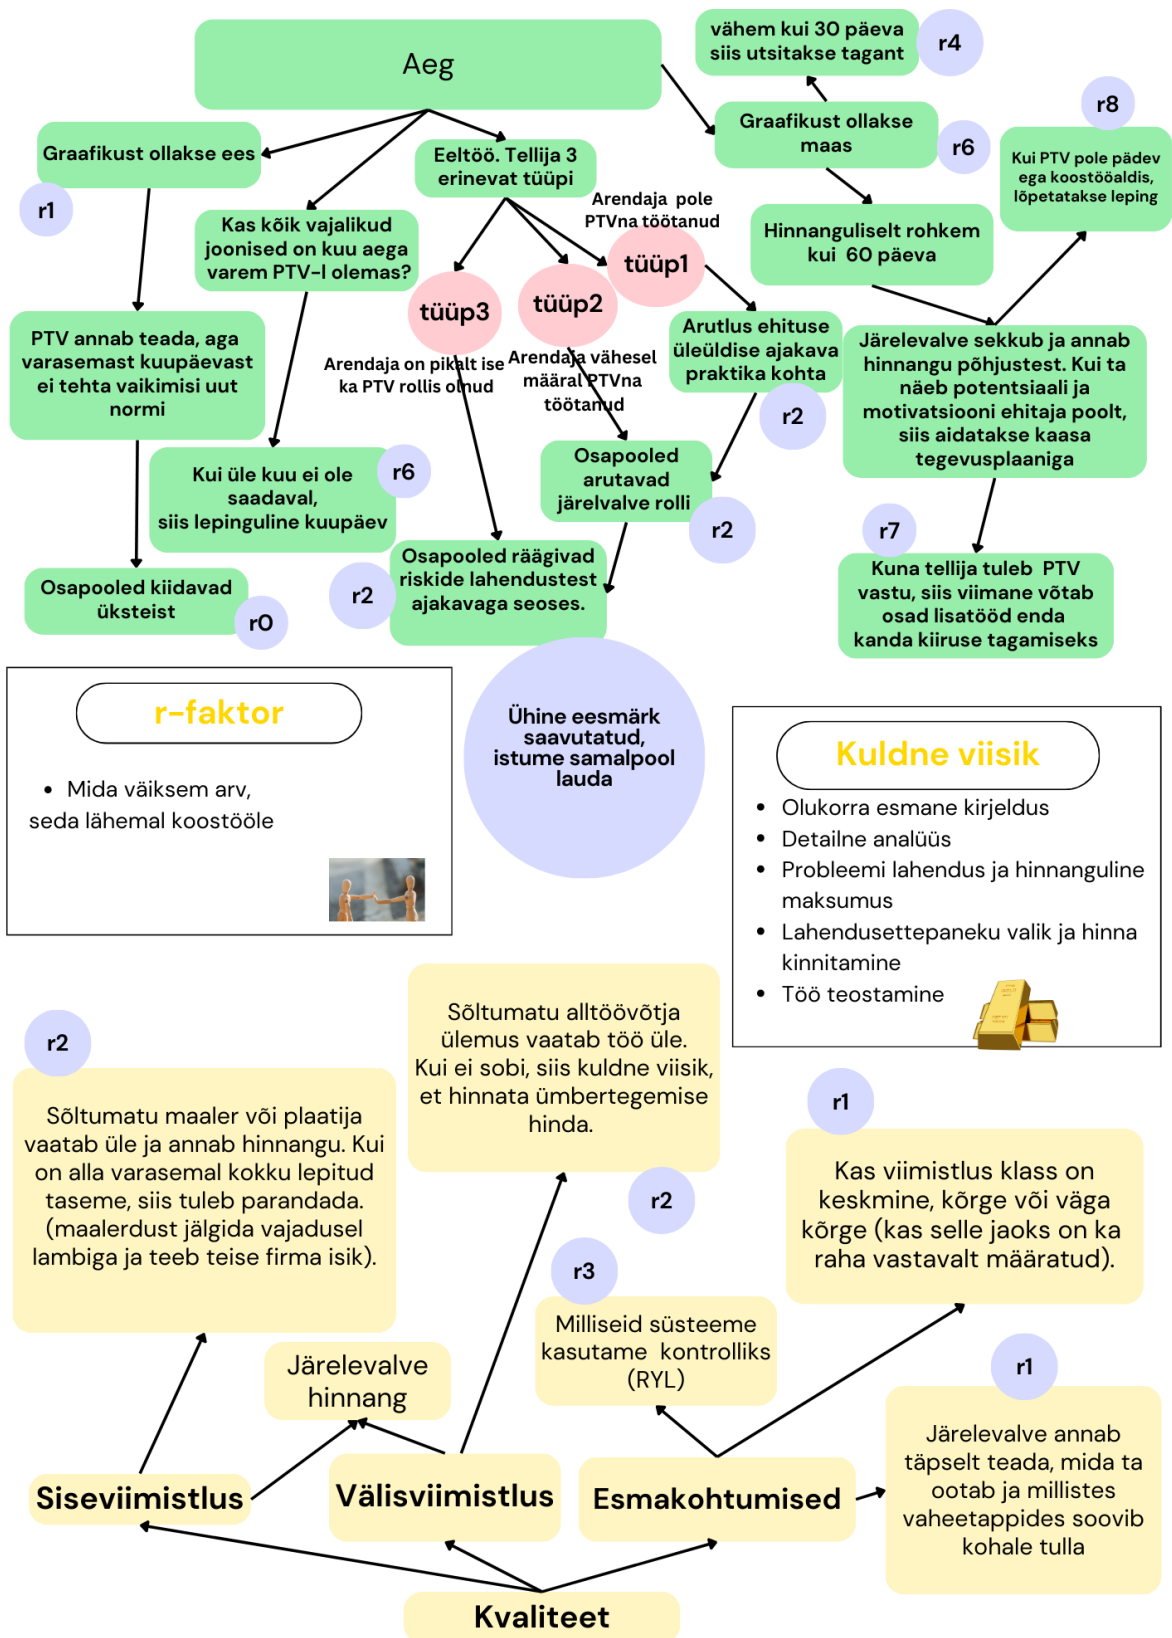 Aeg
vähem kui 30 päeva
siis utsitakse tagant
r4
Graafikust ollakse
maas
r6
r8
Kui PTV pole pädev
ega koostööaldis,
lõpetatakse leping
Graafikust ollakse ees
r1
Eeltöö. Tellija 3
erinevat tüüpi
Kas kõik vajalikud
joonised on kuu aega
varem PTV-l olemas?
Arendaja  pole
PTVna töötanud
tüüp1
tüüp2
tüüp3
Hinnanguliselt rohkem
kui  60 päeva
PTV annab teada, aga
varasemast kuupäevast
ei tehta vaikimisi uut
normi
Arendaja on pikalt ise
ka PTV rollis olnud
Arendaja vähesel
määral PTVna
töötanud
Arutlus ehituse
üleüldise ajakava
praktika kohta
r2
Järelevalve sekkub ja annab
hinnangu põhjustest. Kui ta
näeb potentsiaali ja
motivatsiooni ehitaja poolt,
siis aidatakse kaasa
tegevusplaaniga
Kui üle kuu ei ole
saadaval,
siis lepinguline kuupäev
r6
Osapooled
arutavad
järelvalve rolli
r2
r7
Kuna tellija tuleb  PTV
vastu, siis viimane võtab
osad lisatööd enda
kanda kiiruse tagamiseks
Osapooled kiidavad
üksteist
r0
r2
Osapooled räägivad
riskide lahendustest
ajakavaga seoses.
r-faktor
Mida väiksem arv,
seda lähemal koostööle
Ühine eesmärk
saavutatud,
istume samalpool
lauda
Kuldne viisik
Olukorra esmane kirjeldus
Detailne analüüs
Probleemi lahendus ja hinnanguline
maksumus
Lahendusettepaneku valik ja hinna
kinnitamine
Töö teostamine
r2
Sõltumatu maaler või plaatija
vaatab üle ja annab hinnangu. Kui
on alla varasemal kokku lepitud
taseme, siis tuleb parandada.
(maalerdust jälgida vajadusel
lambiga ja teeb teise firma isik).
Sõltumatu alltöövõtja
ülemus vaatab töö üle.
Kui ei sobi, siis kuldne viisik,
et hinnata ümbertegemise
hinda.
r2
r1
Kas viimistlus klass on
keskmine, kõrge või väga
kõrge (kas selle jaoks on ka
raha vastavalt määratud).
r3
Milliseid süsteeme
kasutame  kontrolliks
(RYL)
Järelevalve
hinnang
r1
Järelevalve annab
täpselt teada, mida ta
ootab ja millistes
vaheetappides soovib
kohale tulla
Siseviimistlus
Välisviimistlus
Esmakohtumised
Kvaliteet